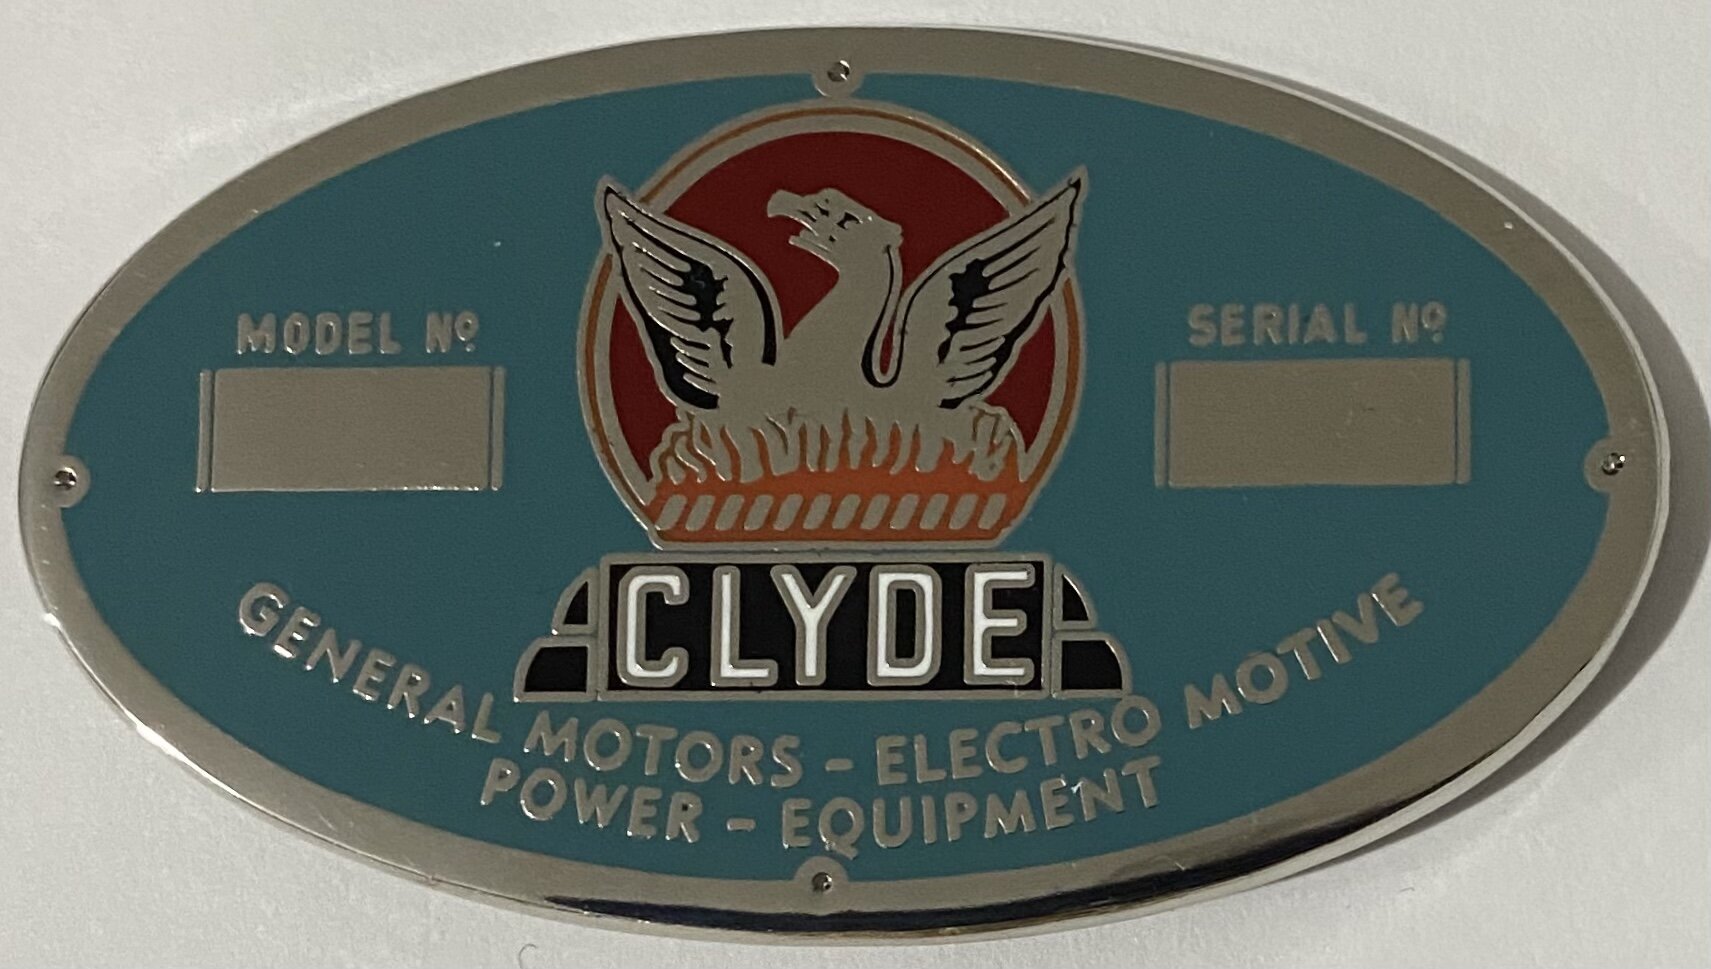 MODEL Nº
SERIAL Nº
CLYDE
GENERAL MOTORS - ELECTRO MOTIVE
POWER - EQUIPMENT